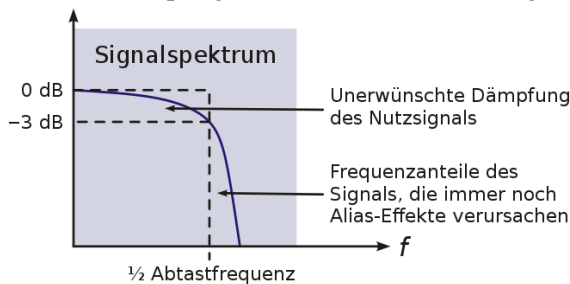 Signalspektrum
0 dB
−3 dB
Unerwünschte Dämpfung
des Nutzsignals
Frequenzanteile des
Signals, die immer noch
Alias-Effekte verursachen
f
½ Abtastfrequenz